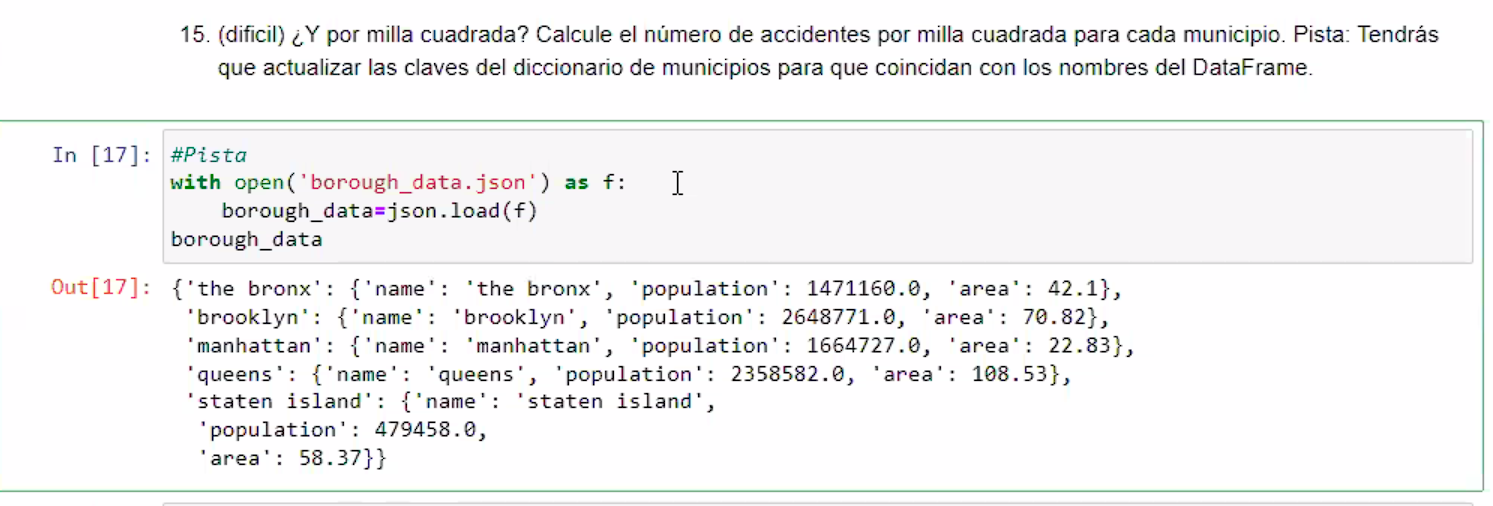 15. (dificil) ¿Y por milla cuadrada? Calcule el número de accidentes por milla cuadrada para cada municipio. Pista: Tendrás
que actualizar las claves del diccionario de municipios para que coincidan con los nombres del DataFrame.
In [17]: #Pista
with open('borough_data.json') as f:
    borough_data=json.load(f)
borough_data
Out[17]: {'the bronx': {'name': 'the bronx', 'population': 1471160.0, 'area': 42.1},
 'brooklyn': {'name': 'brooklyn', 'population': 2648771.0, 'area': 70.82},
 'manhattan': {'name': 'manhattan', 'population': 1664727.0, 'area': 22.83},
 'queens': {'name': 'queens', 'population': 2358582.0, 'area': 108.53},
 'staten island': {'name': 'staten island',
  'population': 479458.0,
  'area': 58.37}}